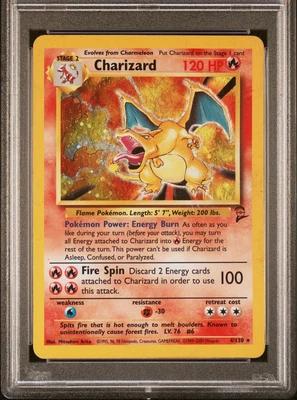 Evolves from Charmeleon Put Charizard on the Stage 1 card
STAGE 2
Charizard 120 HP
Flame Pokémon. Length: 5' 7", Weight: 200 lbs.
Pokémon Power: Energy Burn As often as you
like during your turn (before your attack), you may turn
all Energy attached to Charizard into Energy for the
rest of the turn. This power can't be used if Charizard is
Asleep, Confused, or Paralyzed.
Fire Spin Discard 2 Energy cards
attached to Charizard in order to use
this attack.
100
weakness resistance retreat cost
-30
Spits fire that is hot enough to melt boulders. Known to
unintentionally cause forest fires. LV. 76 #6
Illus. Mitsuhiro Arita
4/130